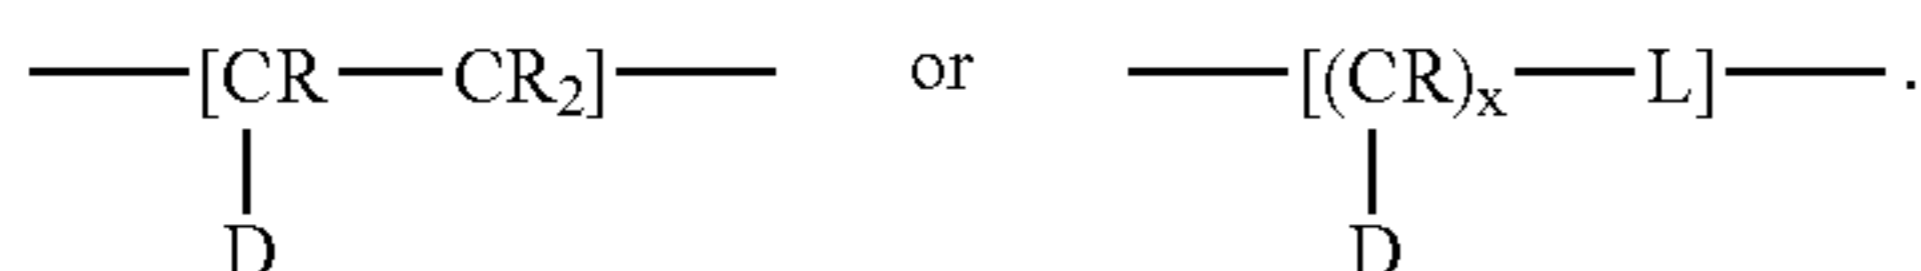 —[CR—CR₂]— or —[(CR)ₓ—L]—.
D D